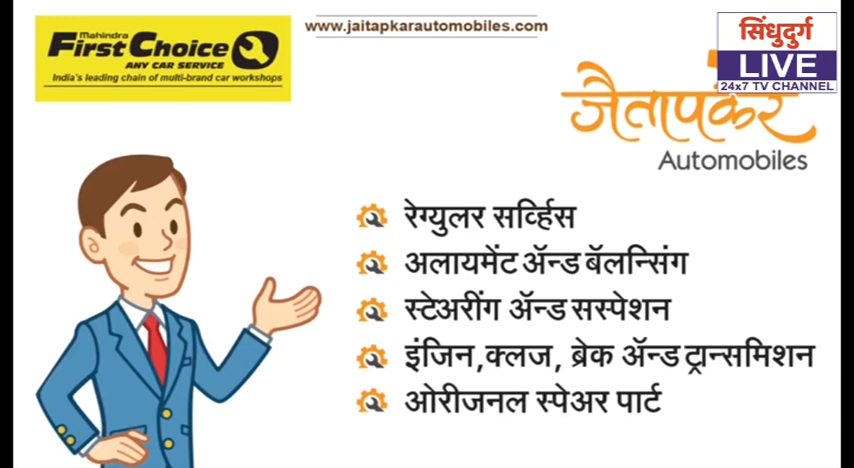 Mahindra
First Choice
ANY CAR SERVICE
India's leading chain of multi-brand car workshops
www.jaitapkarautomobiles.com
सिंधुदुर्ग
LIVE
24x7 TV CHANNEL
जैतापकर
Automobiles
रेग्युलर सर्व्हिस
अलायमेंट ॲन्ड बॅलन्सिंग
स्टेअरींग ॲन्ड सस्पेशन
इंजिन,क्लज, ब्रेक ॲन्ड ट्रान्समिशन
ओरीजनल स्पेअर पार्ट